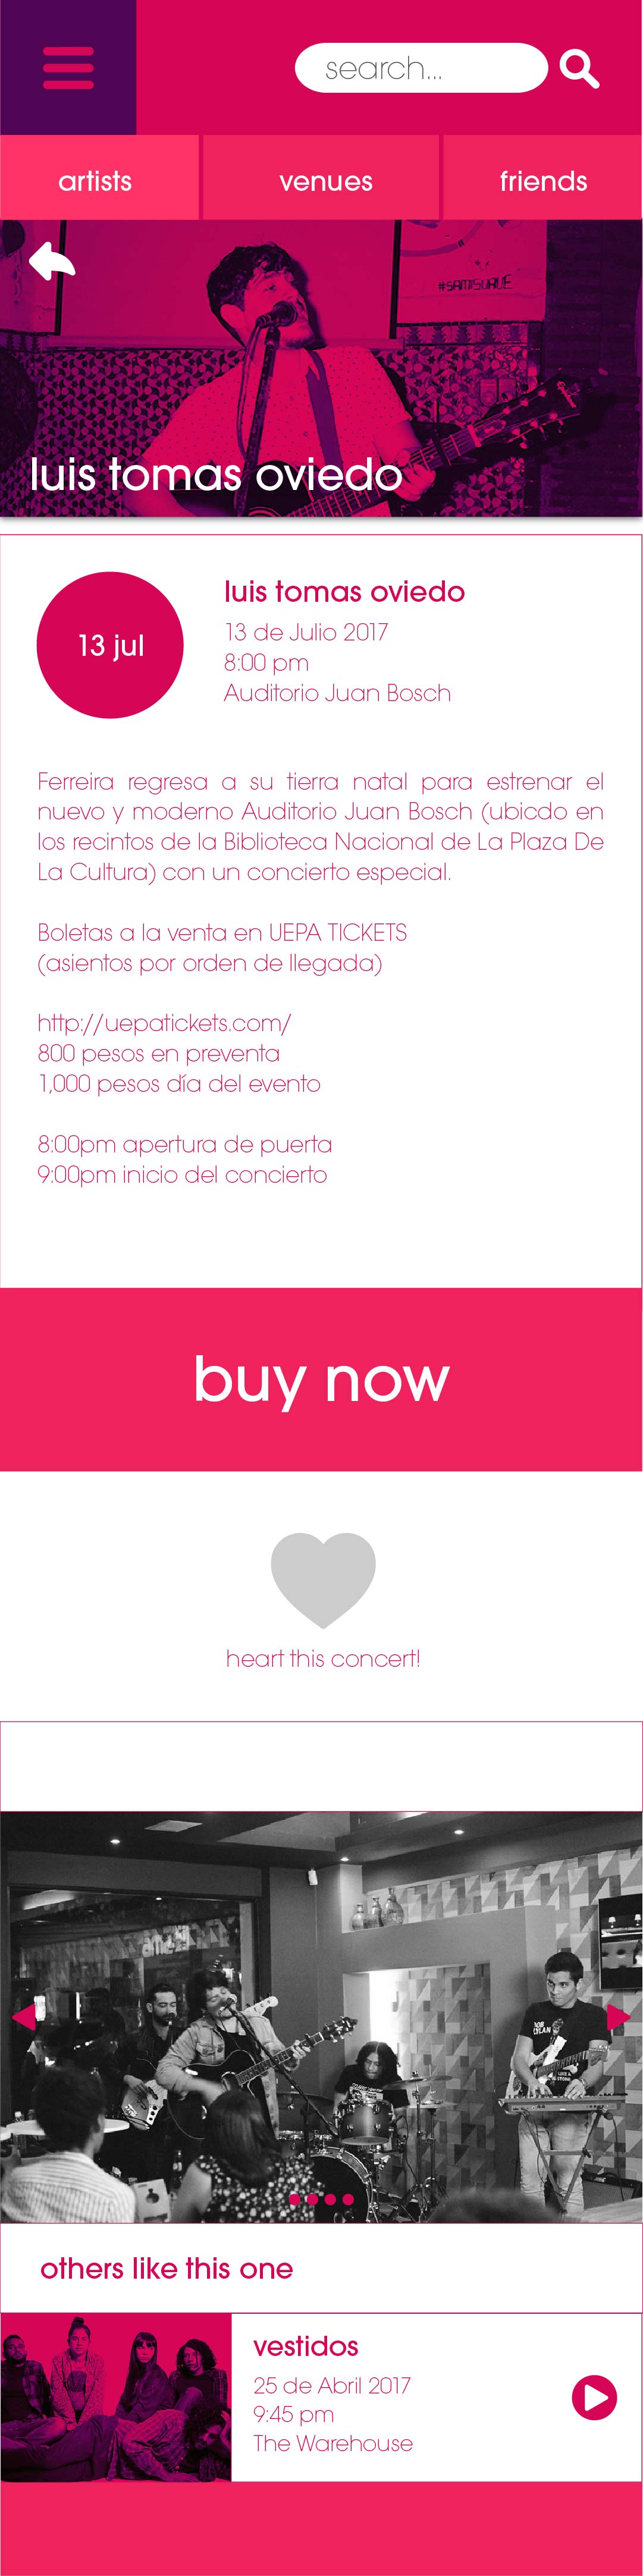 search...
artists
venues
friends
#SAMISURVE
luis tomas oviedo
13 jul
luis tomas oviedo
13 de Julio 2017
8:00 pm
Auditorio Juan Bosch
Ferreira regresa a su tierra natal para estrenar el
nuevo y moderno Auditorio Juan Bosch (ubicdo en
los recintos de la Biblioteca Nacional de La Plaza De
La Cultura) con un concierto especial.
Boletas a la venta en UEPA TICKETS
(asientos por orden de llegada)
http://uepatickets.com/
800 pesos en preventa
1,000 pesos día del evento
8:00pm apertura de puerta
9:00pm inicio del concierto
buy now
heart this concert!
BOB
DYLAN
others like this one
vestidos
25 de Abril 2017
9:45 pm
The Warehouse